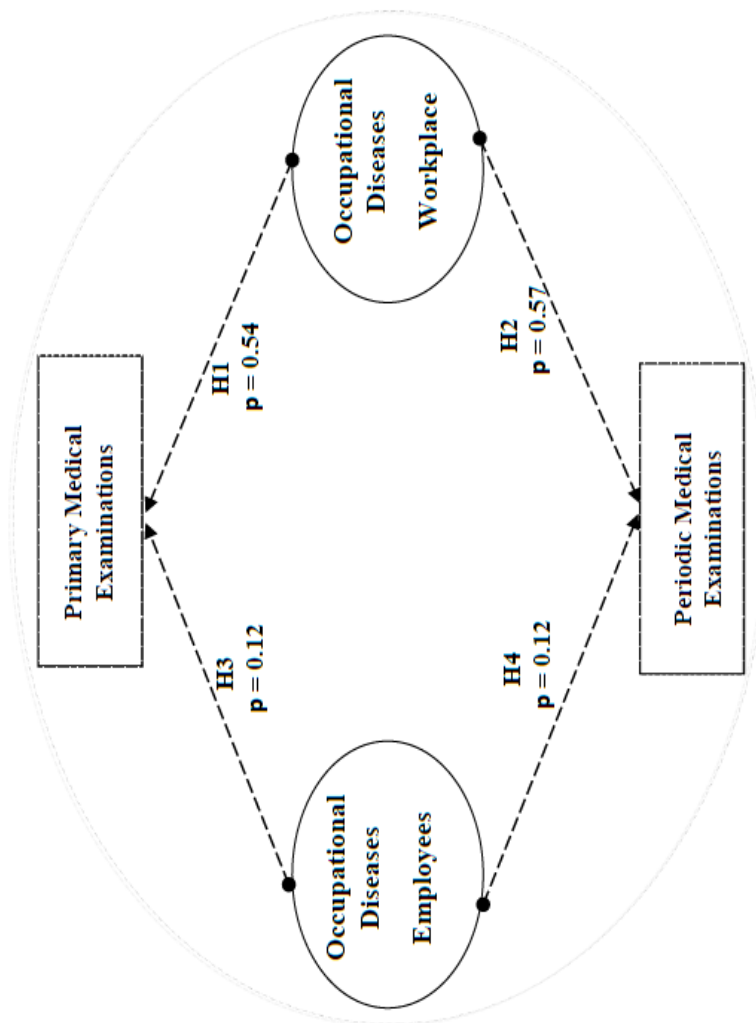 Primary Medical
Examinations
H3
p = 0.12
H1
p = 0.54
Occupational
Diseases
Employees
Occupational
Diseases
Workplace
H4
p = 0.12
H2
p = 0.57
Periodic Medical
Examinations